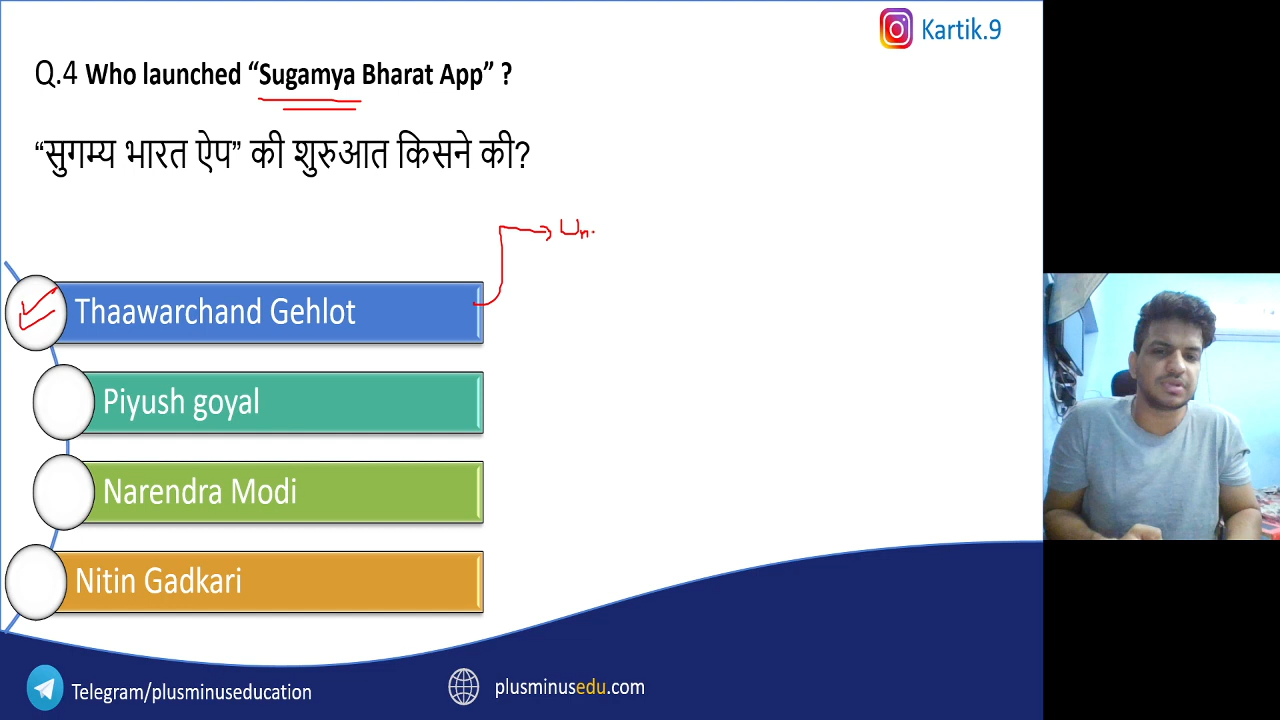 Kartik.9
Q.4 Who launched “Sugamya Bharat App” ?
“सुगम्य भारत ऐप” की शुरुआत किसने की?
Un.
Thaawarchand Gehlot
Piyush goyal
Narendra Modi
Nitin Gadkari
Telegram/plusminuseducation
plusminusedu.com